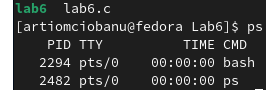 lab6  lab6.c
[artiomciobanu@fedora Lab6]$ ps
    PID TTY          TIME CMD
   2294 pts/0    00:00:00 bash
   2482 pts/0    00:00:00 ps